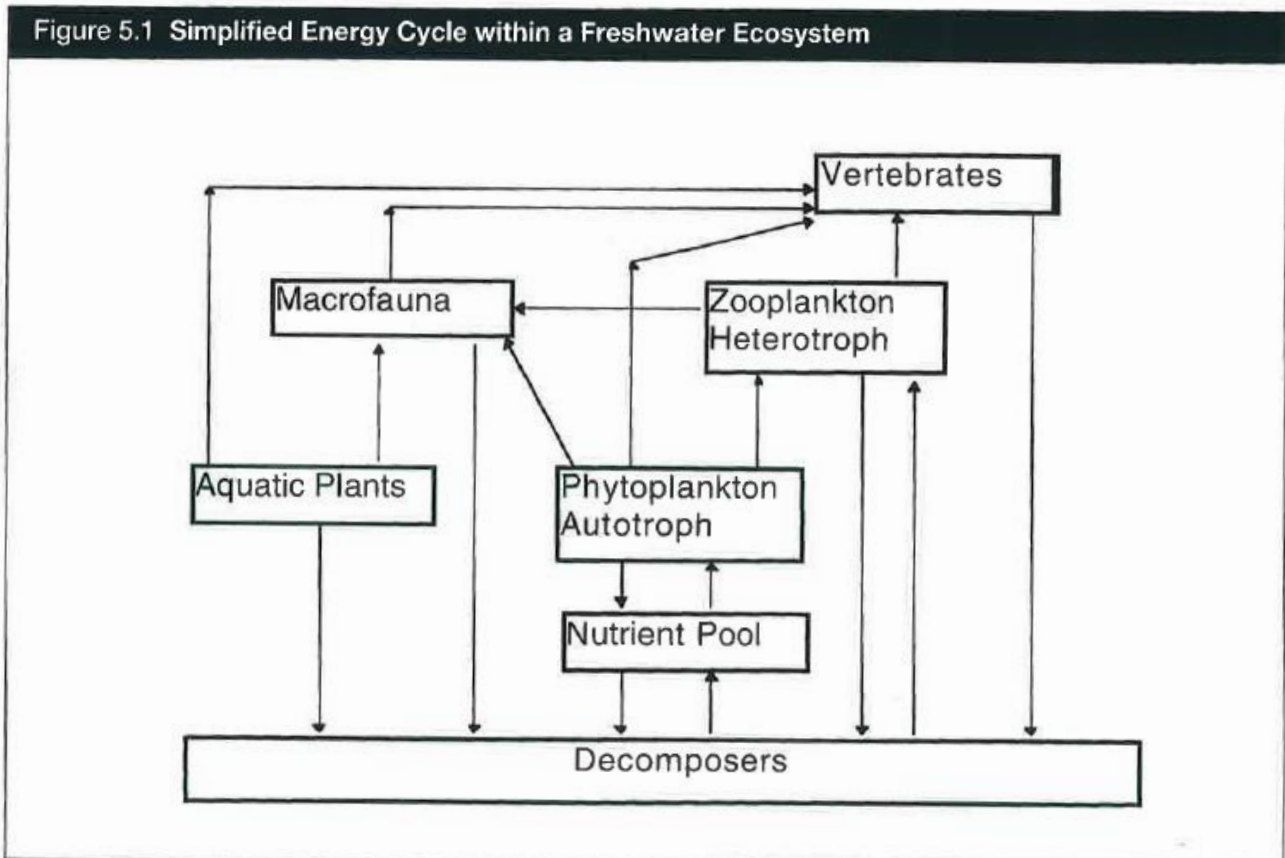 Figure 5.1 Simplified Energy Cycle within a Freshwater Ecosystem
Vertebrates
Macrofauna
Zooplankton
Heterotroph
Aquatic Plants
Phytoplankton
Autotroph
Nutrient Pool
Decomposers